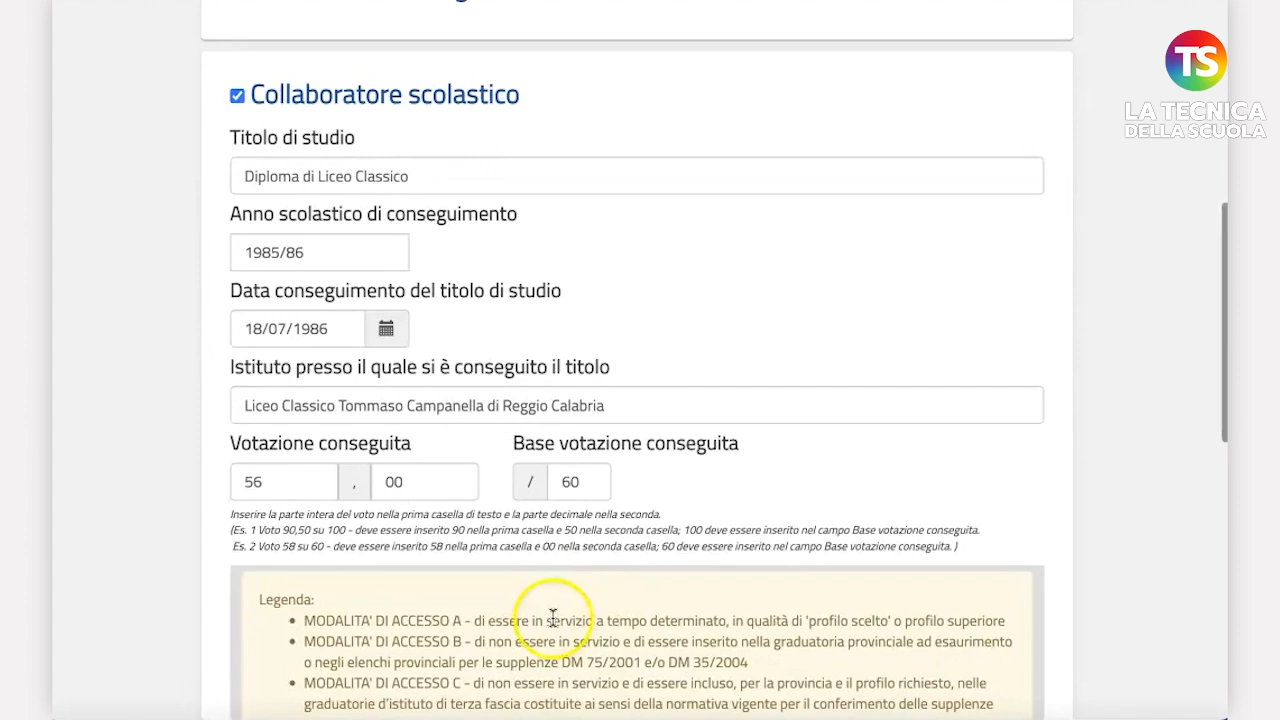 TS
LA TECNICA
DELLA SCUOLA
Collaboratore scolastico
Titolo di studio
Diploma di Liceo Classico
Anno scolastico di conseguimento
1985/86
Data conseguimento del titolo di studio
18/07/1986
Istituto presso il quale si è conseguito il titolo
Liceo Classico Tommaso Campanella di Reggio Calabria
Votazione conseguita Base votazione conseguita
56 , 00 / 60
Inserire la parte intera del voto nella prima casella di testo e la parte decimale nella seconda.
(Es. 1 Voto 90,50 su 100 - deve essere inserito 90 nella prima casella e 50 nella seconda casella; 100 deve essere inserito nel campo Base votazione conseguita.
Es. 2 Voto 58 su 60 - deve essere inserito 58 nella prima casella e 00 nella seconda casella; 60 deve essere inserito nel campo Base votazione conseguita. )
Legenda:
• MODALITA' DI ACCESSO A - di essere in servizio a tempo determinato, in qualità di 'profilo scelto' o profilo superiore
• MODALITA' DI ACCESSO B - di non essere in servizio e di essere inserito nella graduatoria provinciale ad esaurimento
o negli elenchi provinciali per le supplenze DM 75/2001 e/o DM 35/2004
• MODALITA' DI ACCESSO C - di non essere in servizio e di essere incluso, per la provincia e il profilo richiesto, nelle
graduatorie d'istituto di terza fascia costituite ai sensi della normativa vigente per il conferimento delle supplenze